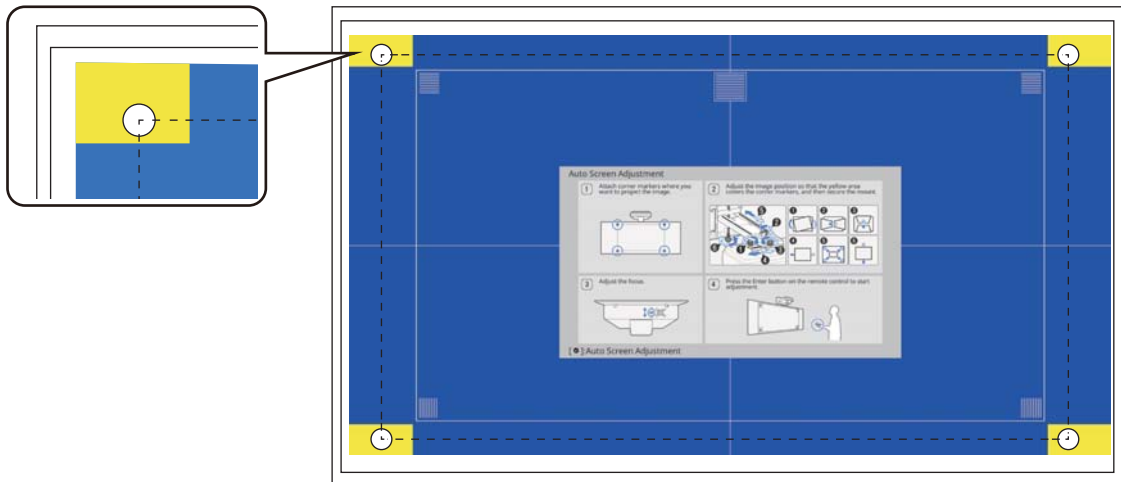 Auto Screen Adjustment
1
Attach corner markers where you
want to project the image.
2
Adjust the image position so that the yellow area
covers the corner markers, and then secure the mount.
3
Adjust the focus.
4
Press the Enter button on the remote control to start
adjustment.
[ ] Auto Screen Adjustment